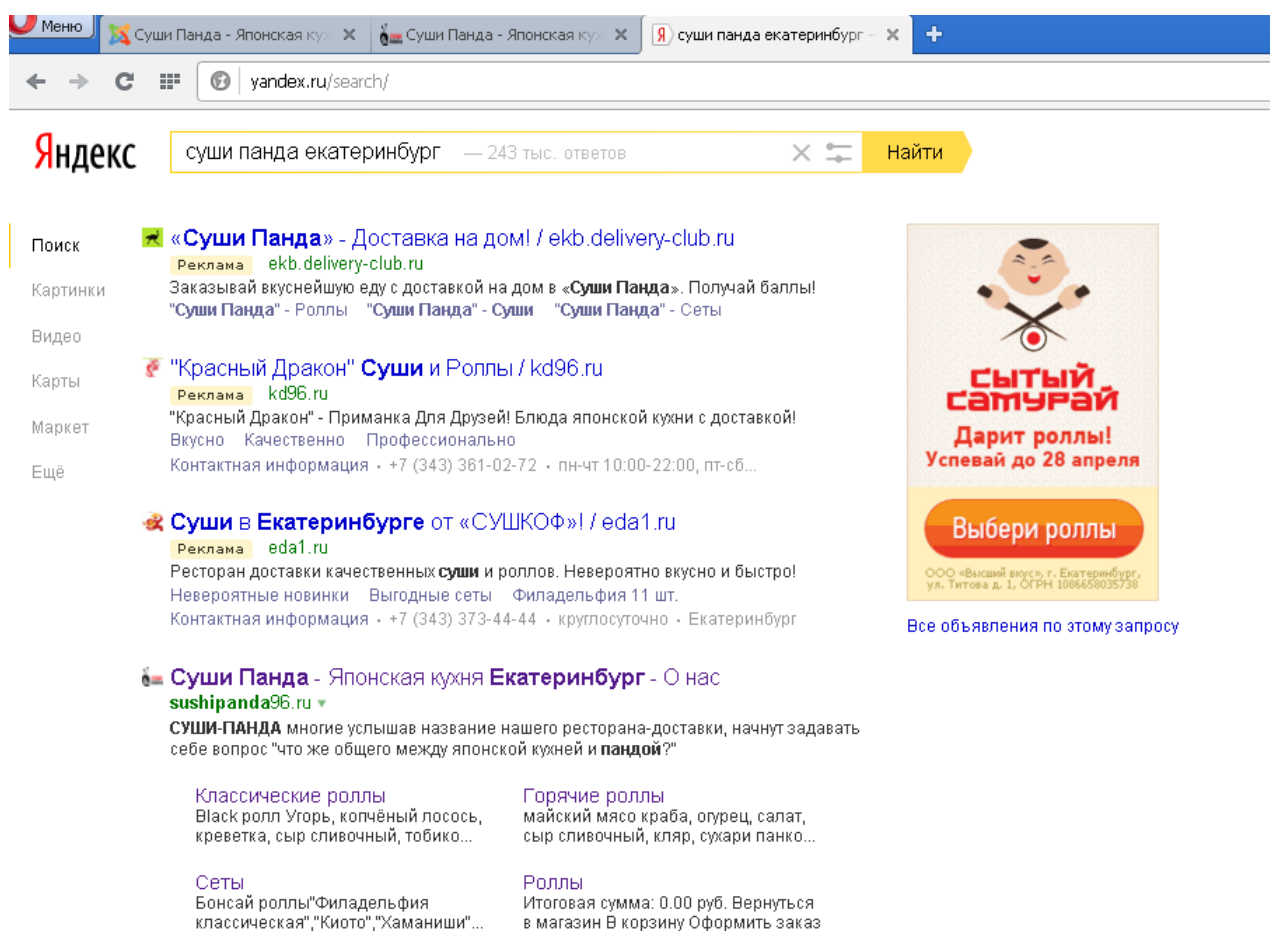 Меню
Суши Панда - Японская кух
Суши Панда - Японская кух
суши панда екатеринбург –
yandex.ru/search/
Яндекс
суши панда екатеринбург — 243 тыс. ответов
Найти
Поиск
Картинки
Видео
Карты
Маркет
Ещё
«Суши Панда» - Доставка на дом! / ekb.delivery-club.ru
Реклама ekb.delivery-club.ru
Заказывай вкуснейшую еду с доставкой на дом в «Суши Панда». Получай баллы!
"Суши Панда" - Роллы "Суши Панда" - Суши "Суши Панда" - Сеты
"Красный Дракон" Суши и Роллы / kd96.ru
Реклама kd96.ru
"Красный Дракон" - Приманка Для Друзей! Блюда японской кухни с доставкой!
Вкусно Качественно Профессионально
Контактная информация · +7 (343) 361-02-72 · пн-чт 10:00-22:00, пт-сб...
Суши в Екатеринбурге от «СУШКОФ»! / eda1.ru
Реклама eda1.ru
Ресторан доставки качественных суши и роллов. Невероятно вкусно и быстро!
Невероятные новинки Выгодные сеты Филадельфия 11 шт.
Контактная информация · +7 (343) 373-44-44 · круглосуточно · Екатеринбург
Суши Панда - Японская кухня Екатеринбург - О нас
sushipanda96.ru
СУШИ-ПАНДА многие услышав название нашего ресторана-доставки, начнут задавать
себе вопрос "что же общего между японской кухней и пандой?"
Классические роллы
Black ролл Угорь, копчёный лосось,
креветка, сыр сливочный, тобико...
Горячие роллы
майский мясо краба, огурец, салат,
сыр сливочный, кляр, сухари панко...
Сеты
Бонсай роллы"Филадельфия
классическая","Киото","Хаманиши"...
Роллы
Итоговая сумма: 0.00 руб. Вернуться
в магазин В корзину Оформить заказ
СЫТЫЙ
САМУРАЙ
Дарит роллы!
Успевай до 28 апреля
Выбери роллы
ООО «Высший вкус», г. Екатеринбург,
ул. Титова д. 1, ОГРН 1086658035738
Все объявления по этому запросу